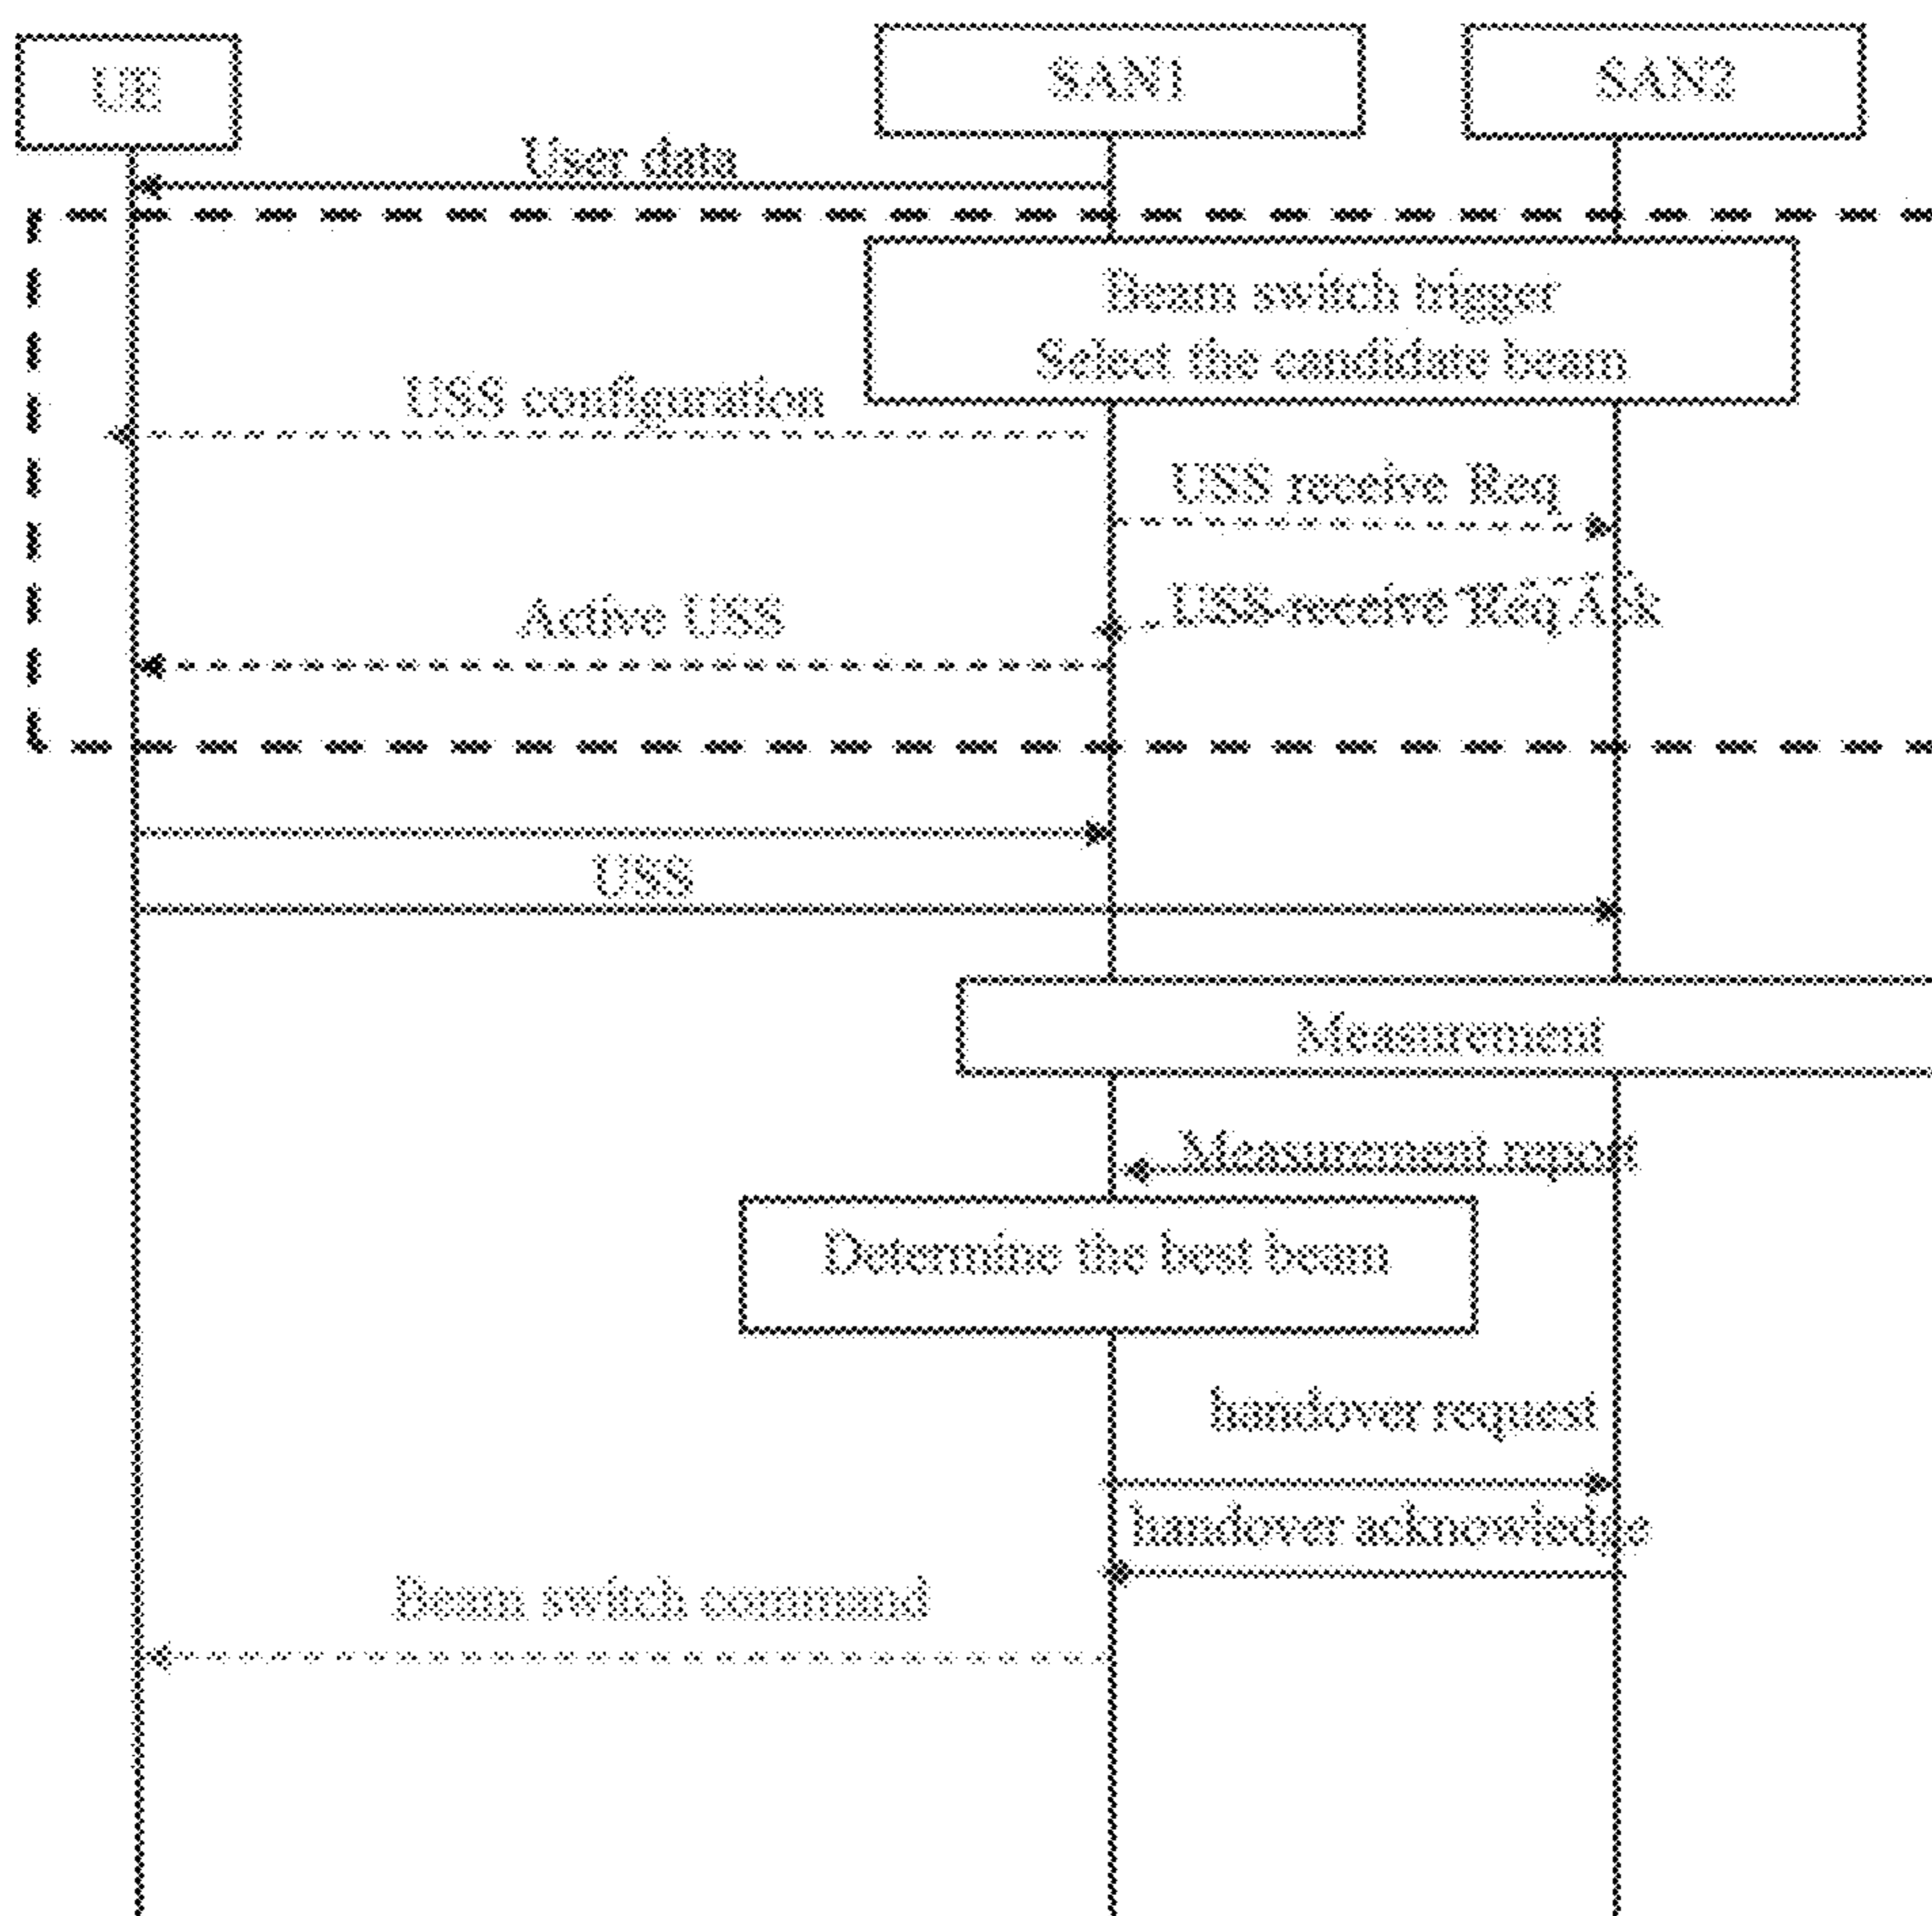 UE
SAN1
SAN2
User data
Beam switch trigger
Select the candidate beam
USS configuration
USS receive Req
USS receive Req Ack
Active USS
USS
Measurement
Measurement report
Determine the best beam
handover request
handover acknowledge
Beam switch command